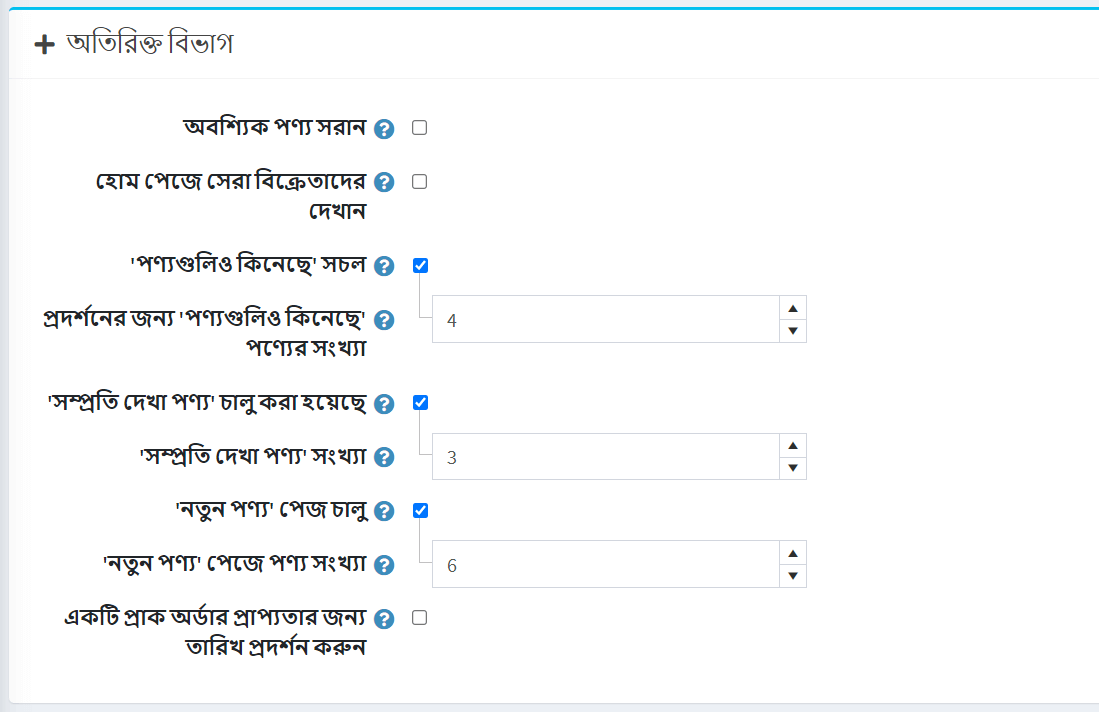 অতিরিক্ত বিভাগ
অবশ্যিক পণ্য সরান
হোম পেজে সেরা বিক্রেতাদের
দেখান
'পণ্যগুলিও কিনেছে' সচল
প্রদর্শনের জন্য 'পণ্যগুলিও কিনেছে'
পণ্যের সংখ্যা
4
'সম্প্রতি দেখা পণ্য' চালু করা হয়েছে
'সম্প্রতি দেখা পণ্য' সংখ্যা
3
'নতুন পণ্য' পেজ চালু
'নতুন পণ্য' পেজে পণ্য সংখ্যা
6
একটি প্রাক অর্ডার প্রাপ্যতার জন্য
তারিখ প্রদর্শন করুন